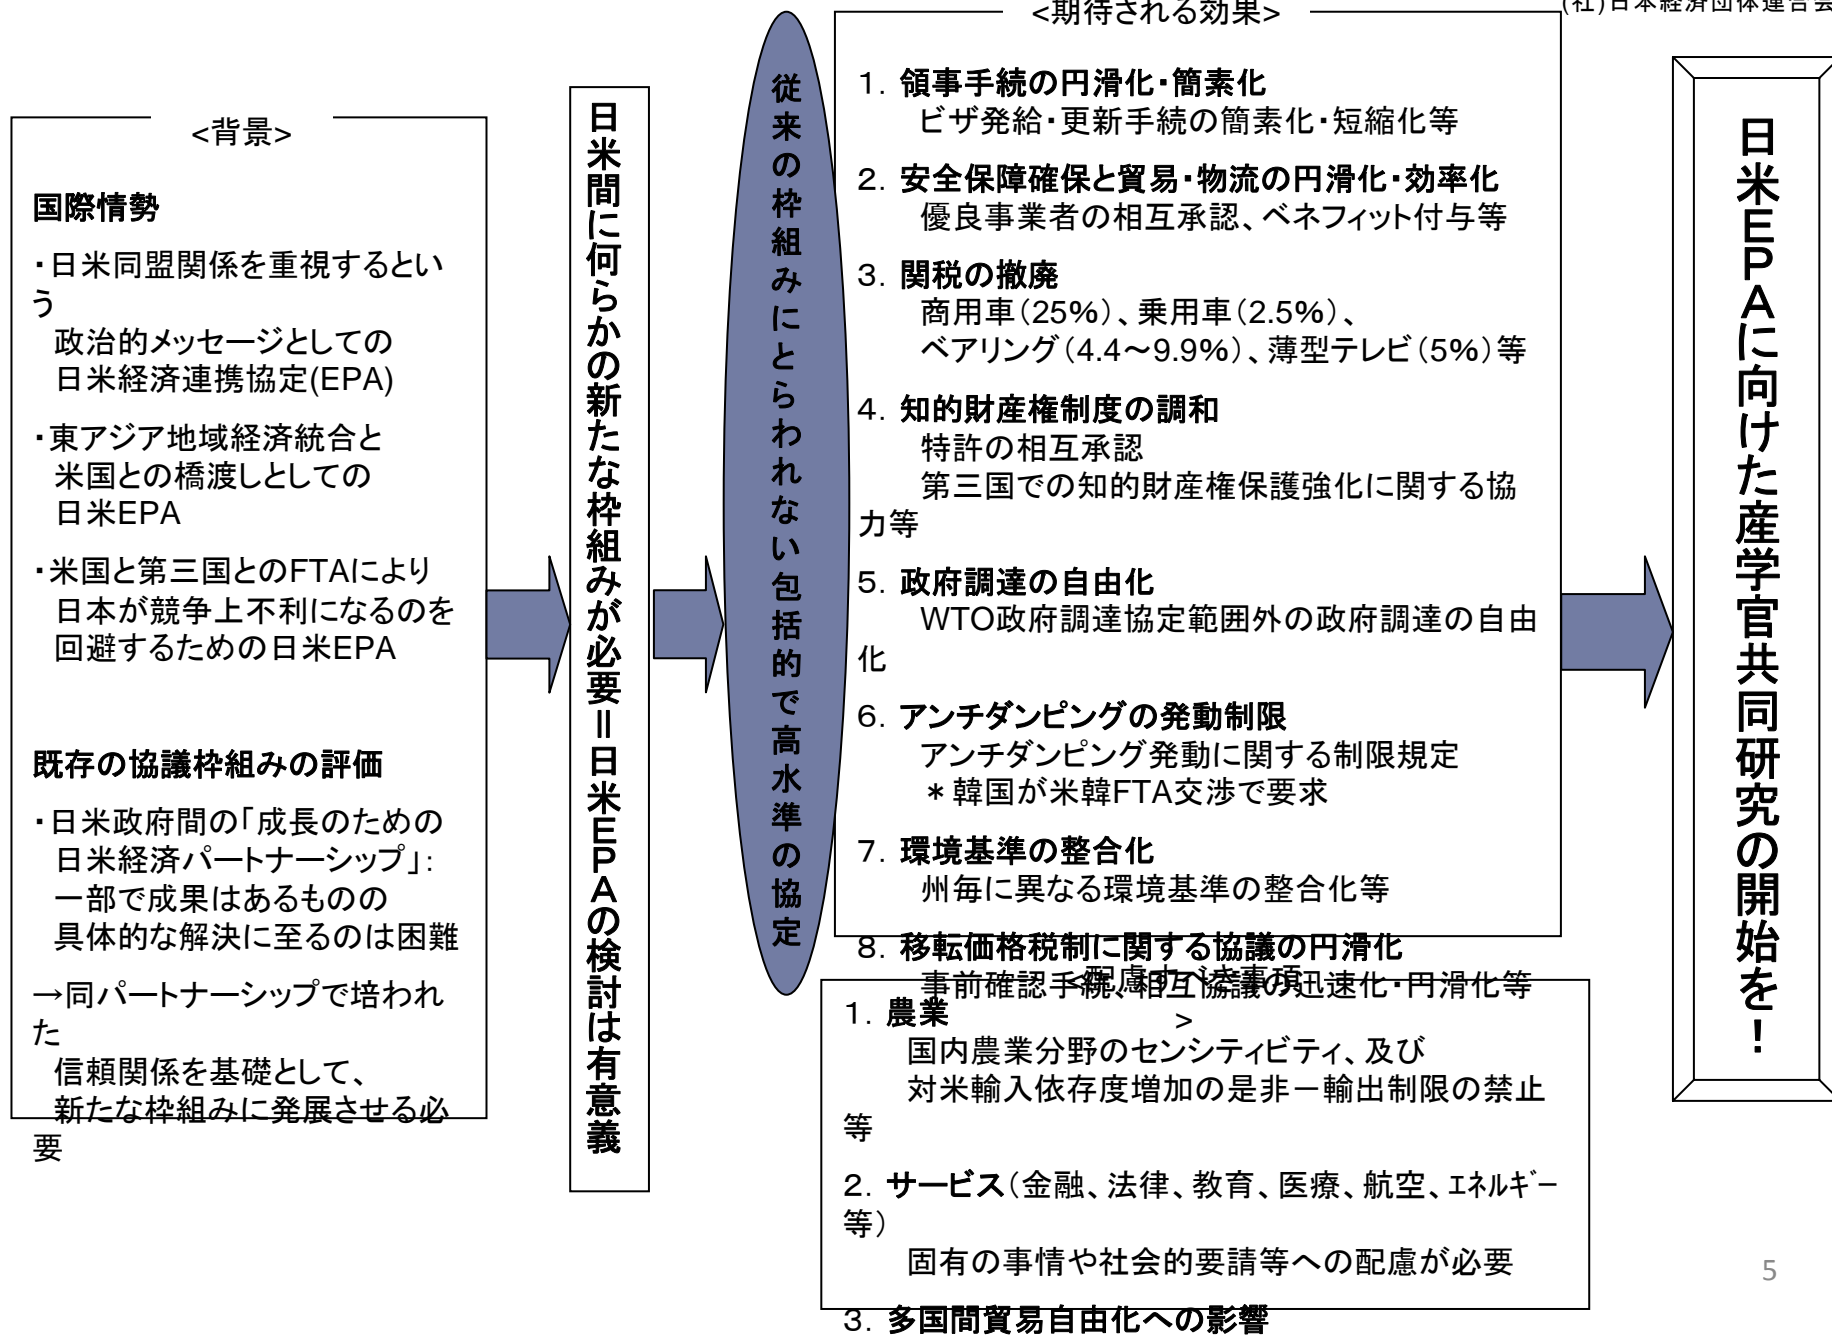 (社)日本経済団体連合会
<背景>
国際情勢
・日米同盟関係を重視するとい
う
政治的メッセージとしての
日米経済連携協定(EPA)
・東アジア地域経済統合と
米国との橋渡しとしての
日米EPA
・米国と第三国とのFTAにより
日本が競争上不利になるのを
回避するための日米EPA
既存の協議枠組みの評価
・日米政府間の「成長のための
日米経済パートナーシップ」：
一部で成果はあるものの
具体的な解決に至るのは困難
→同パートナーシップで培われ
た
信頼関係を基礎として、
新たな枠組みに発展させる必
要
日米間に何らかの新たな枠組みが必要＝日米ＥＰＡの検討は有意義
従来の枠組みにとらわれない包括的で高水準の協定
<期待される効果>
1．領事手続の円滑化・簡素化
ビザ発給・更新手続の簡素化・短縮化等
2．安全保障確保と貿易・物流の円滑化・効率化
優良事業者の相互承認、ベネフィット付与等
3．関税の撤廃
商用車（25%）、乗用車（2.5%）、
ベアリング（4.4～9.9%）、薄型テレビ（5%）等
4．知的財産権制度の調和
特許の相互承認
第三国での知的財産権保護強化に関する協
力等
5．政府調達の自由化
WTO政府調達協定範囲外の政府調達の自由
化
6．アンチダンピングの発動制限
アンチダンピング発動に関する制限規定
＊韓国が米韓FTA交渉で要求
7．環境基準の整合化
州毎に異なる環境基準の整合化等
8．移転価格税制に関する協議の円滑化
事前確認手続、相互協議の迅速化・円滑化等
<配慮すべき事項
>
1．農業
国内農業分野のセンシティビティ、及び
対米輸入依存度増加の是非ー輸出制限の禁止
等
2．サービス（金融、法律、教育、医療、航空、ｴﾈﾙｷﾞｰ
等）
固有の事情や社会的要請等への配慮が必要
3．多国間貿易自由化への影響
日米ＥＰＡに向けた産学官共同研究の開始を！
5